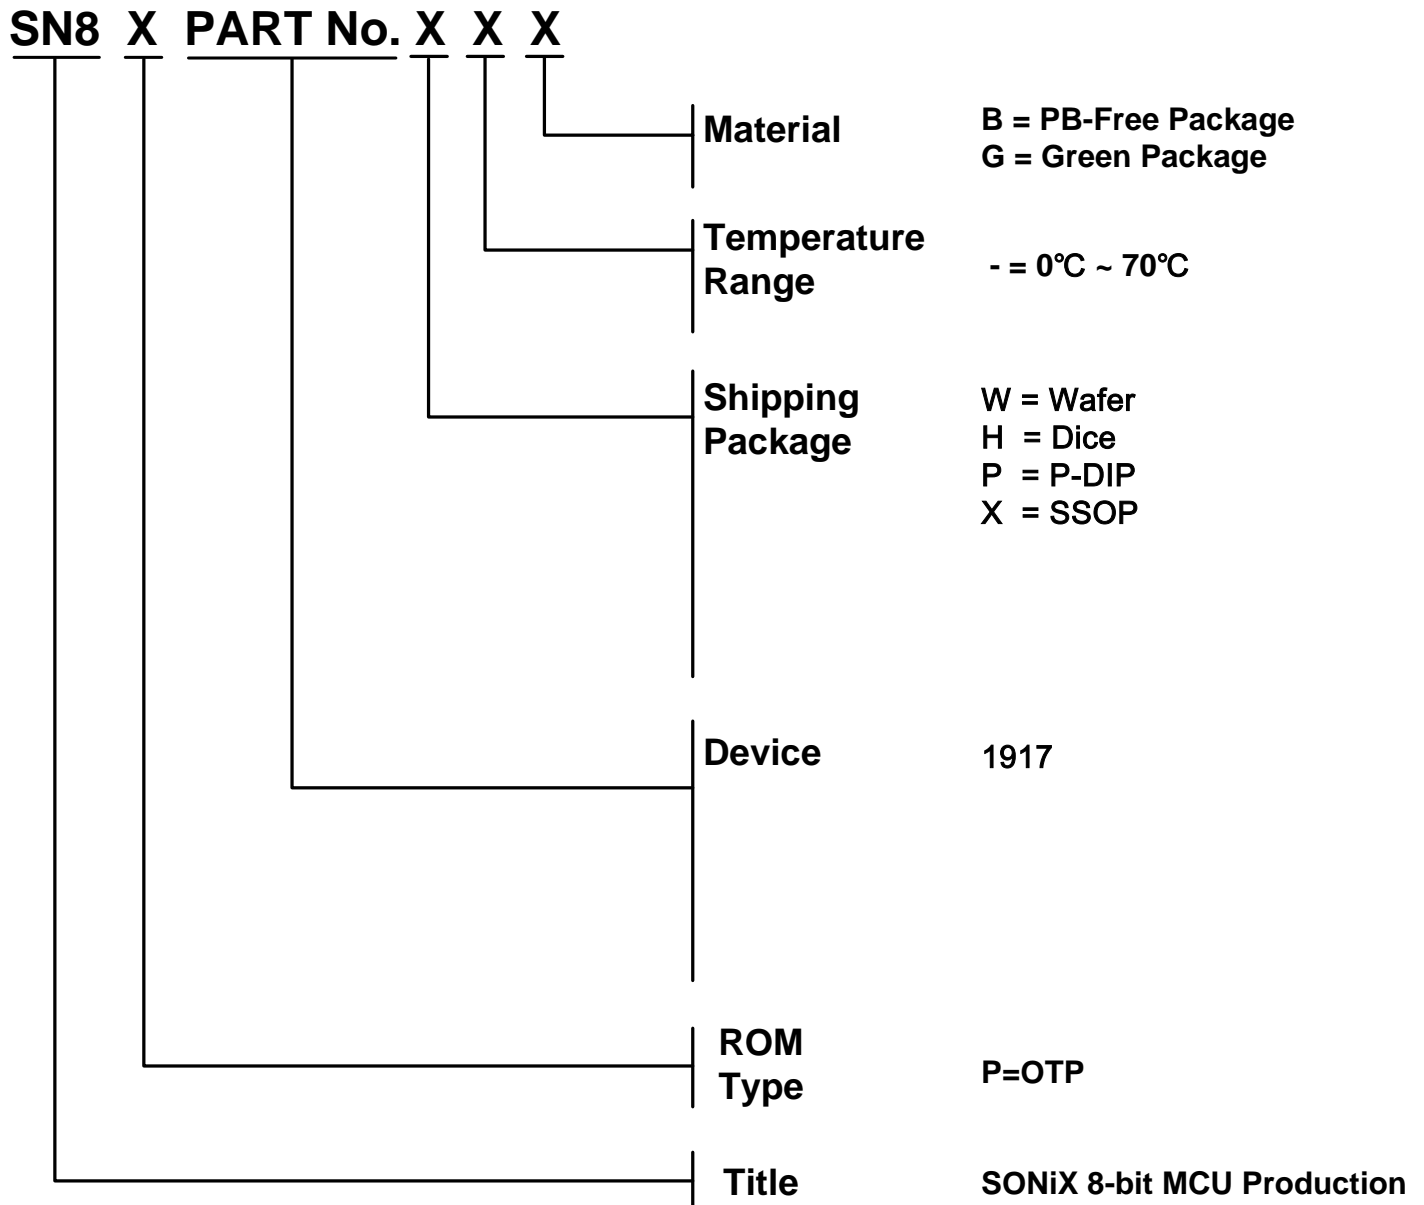 SN8 X PART No. X X X
Material
B = PB-Free Package
G = Green Package
Temperature
Range
- = 0℃ ~ 70℃
Shipping
Package
W = Wafer
H = Dice
P = P-DIP
X = SSOP
Device
1917
ROM
Type
P=OTP
Title
SONiX 8-bit MCU Production